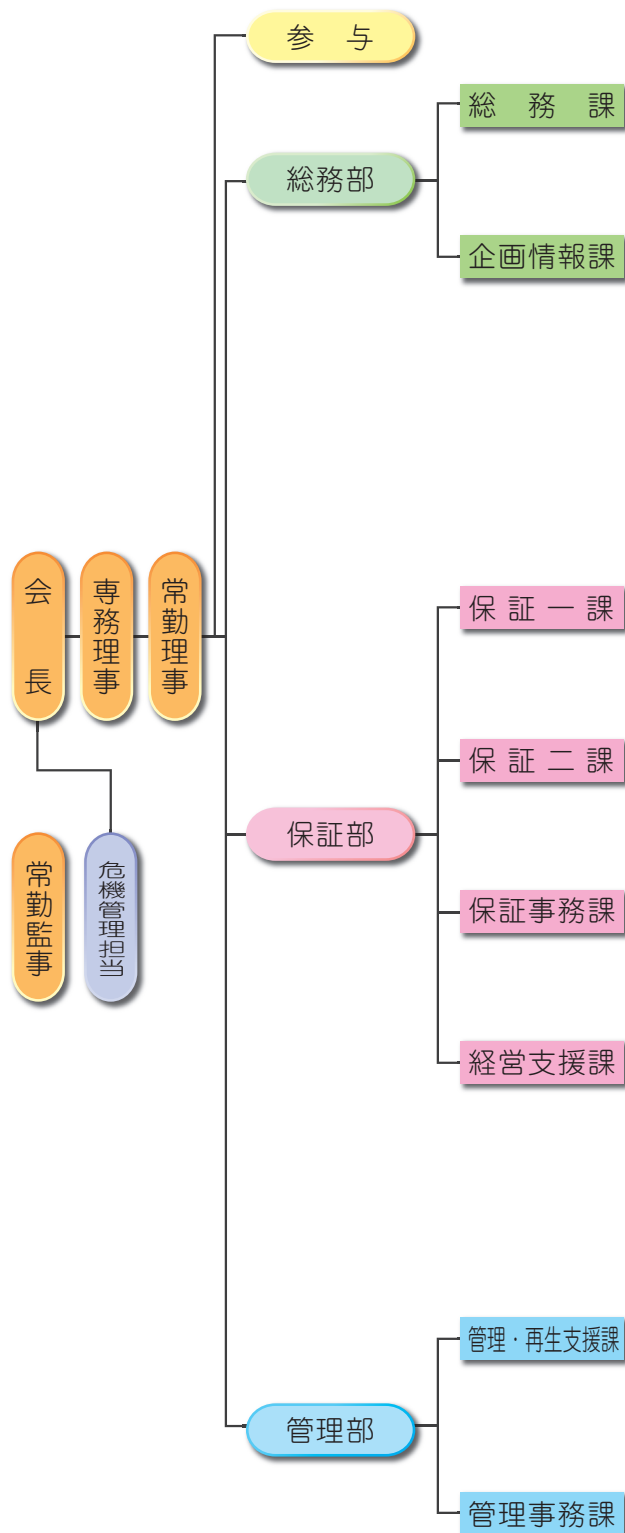 参与
総務課
総務部
企画情報課
会長
専務理事
常勤理事
保証一課
保証二課
保証部
常勤監事
危機管理担当
保証事務課
経営支援課
管理・再生支援課
管理部
管理事務課